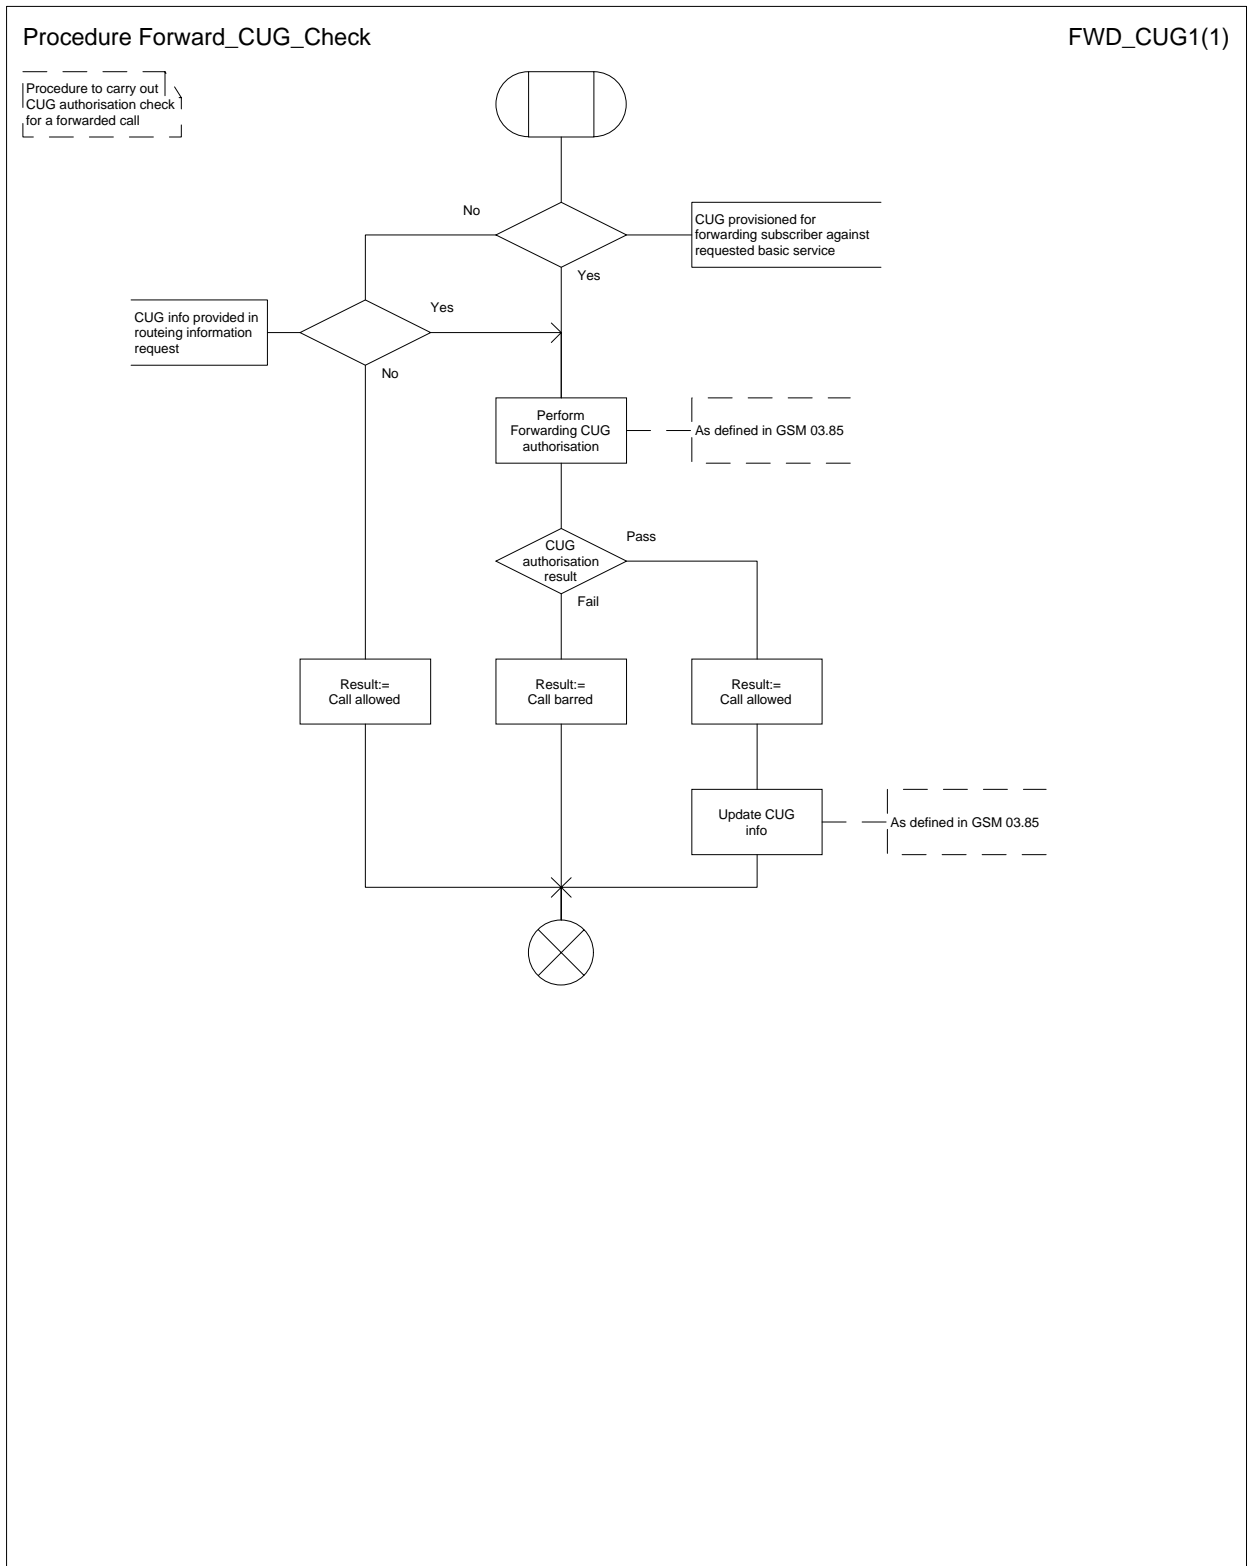 Procedure Forward_CUG_Check
FWD_CUG1(1)
Procedure to carry out
CUG authorisation check
for a forwarded call
No
CUG provisioned for
forwarding subscriber against
requested basic service
Yes
CUG info provided in
routeing information
request
Yes
No
Perform
Forwarding CUG
authorisation
As defined in GSM 03.85
CUG
authorisation
result
Pass
Fail
Result:=
Call allowed
Result:=
Call barred
Result:=
Call allowed
Update CUG
info
As defined in GSM 03.85